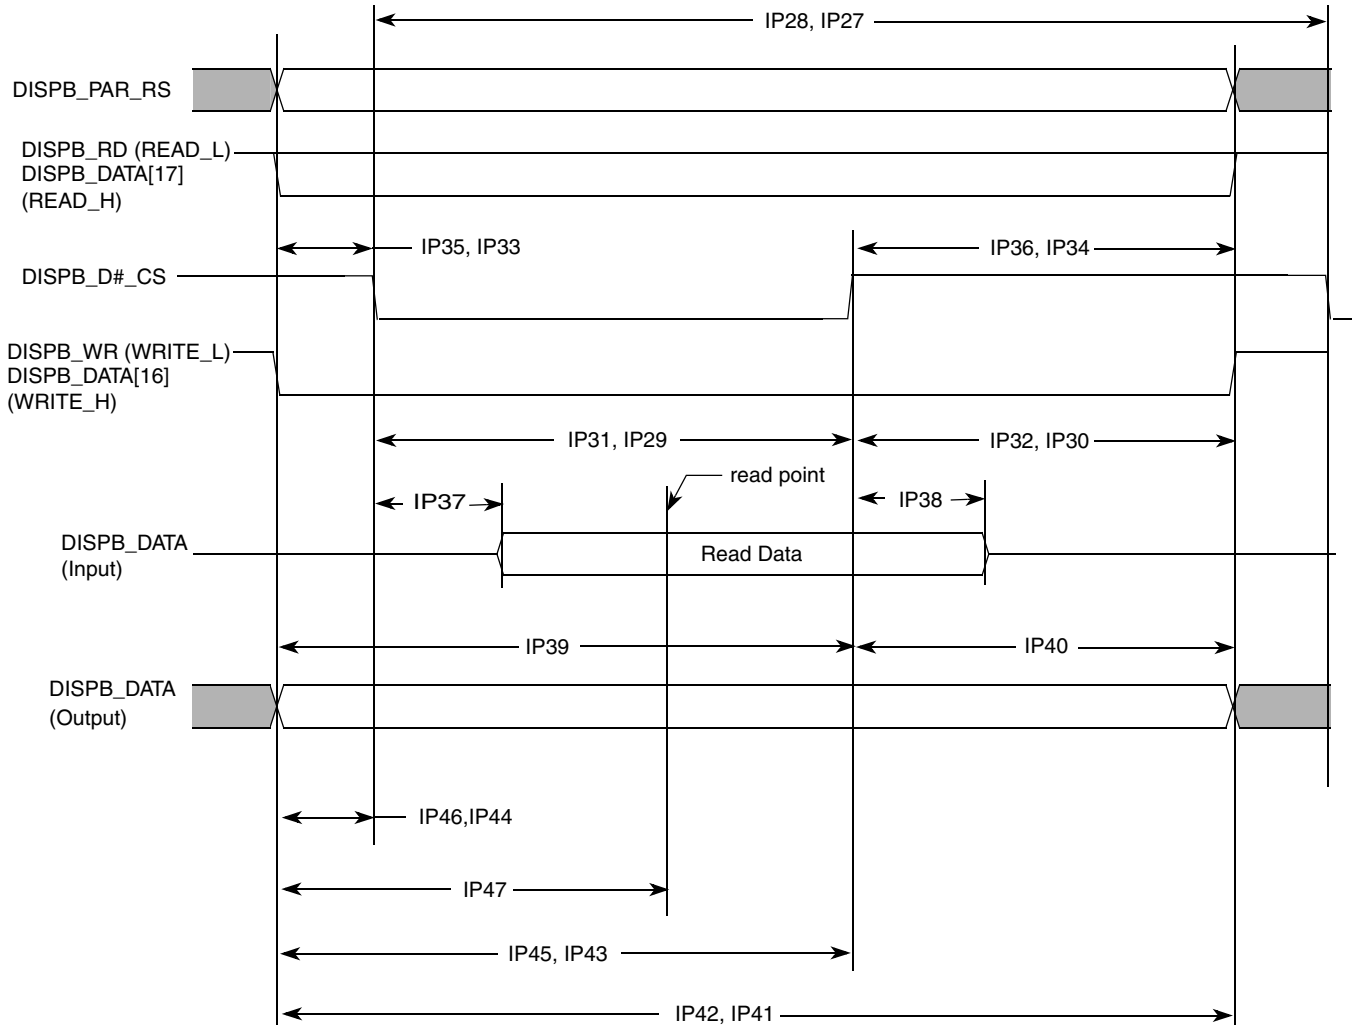 IP28, IP27
DISPB_PAR_RS
DISPB_RD (READ_L)
DISPB_DATA[17]
(READ_H)
IP35, IP33
IP36, IP34
DISPB_D#_CS
DISPB_WR (WRITE_L)
DISPB_DATA[16]
(WRITE_H)
IP31, IP29
IP32, IP30
read point
IP37
IP38
DISPB_DATA
(Input)
Read Data
IP39
IP40
DISPB_DATA
(Output)
IP46,IP44
IP47
IP45, IP43
IP42, IP41